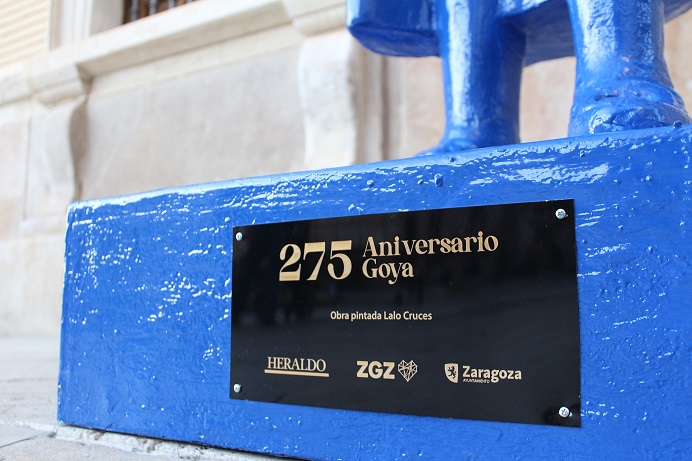 275 Aniversario
Goya
Obra pintada Lalo Cruces
HERALDO
ZGZ
Zaragoza
AYUNTAMIENTO